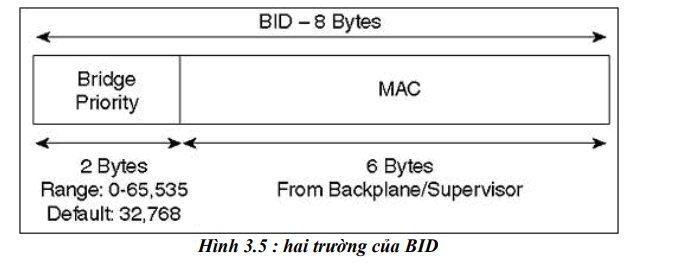 BID – 8 Bytes
Bridge
Priority
MAC
2 Bytes
Range: 0-65,535
Default: 32,768
6 Bytes
From Backplane/Supervisor
Hình 3.5 : hai trường của BID